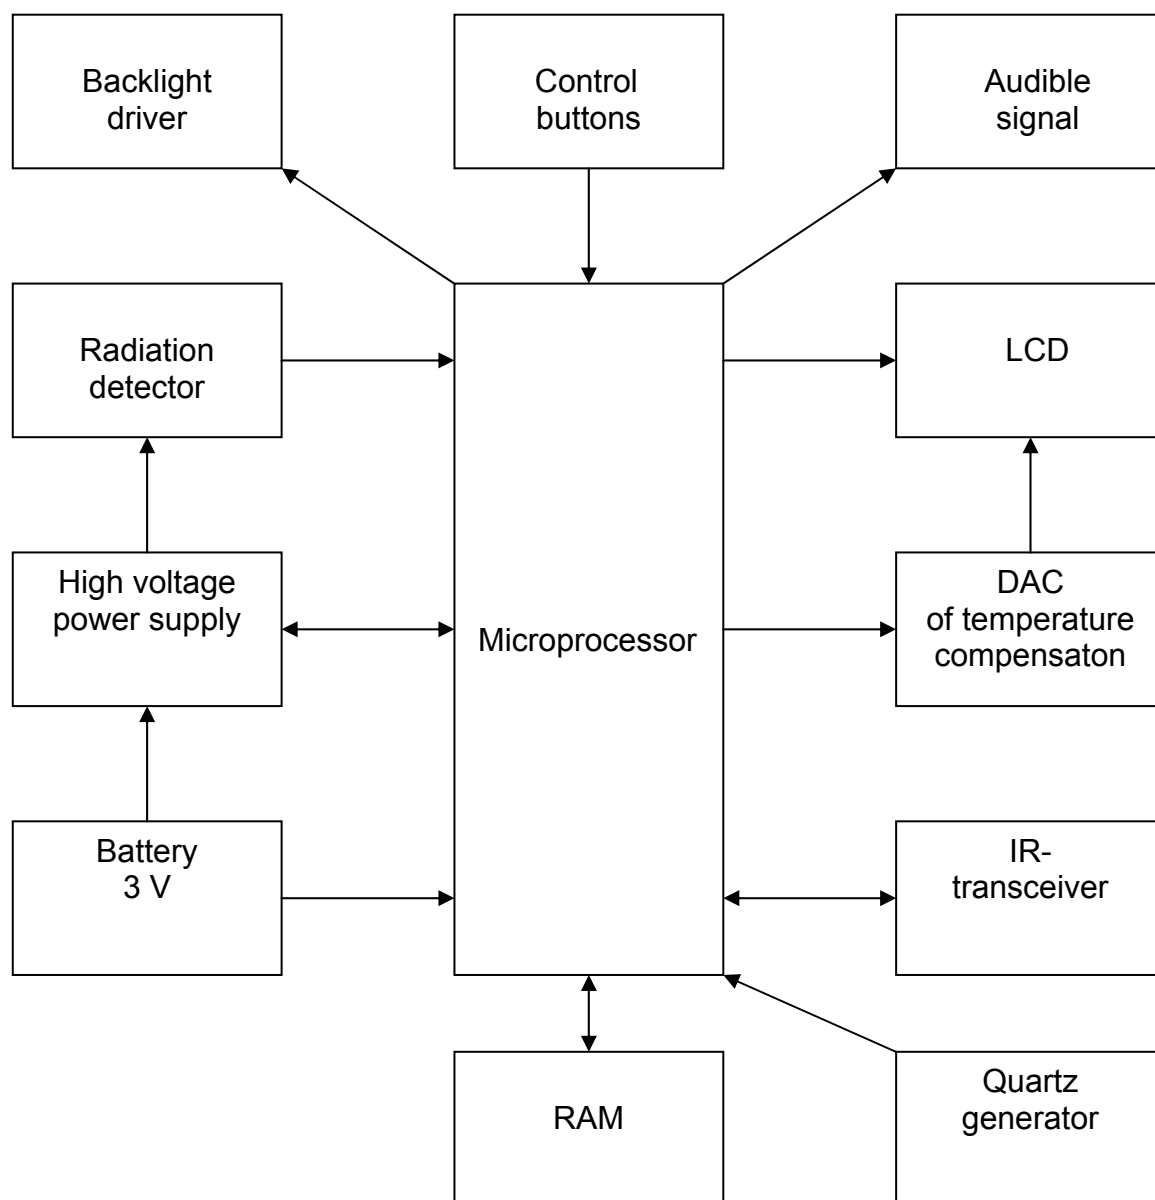 Backlight
driver
Control
buttons
Audible
signal
Radiation
detector
LCD
High voltage
power supply
Microprocessor
DAC
of temperature
compensaton
Battery
3 V
IR-
transceiver
RAM
Quartz
generator